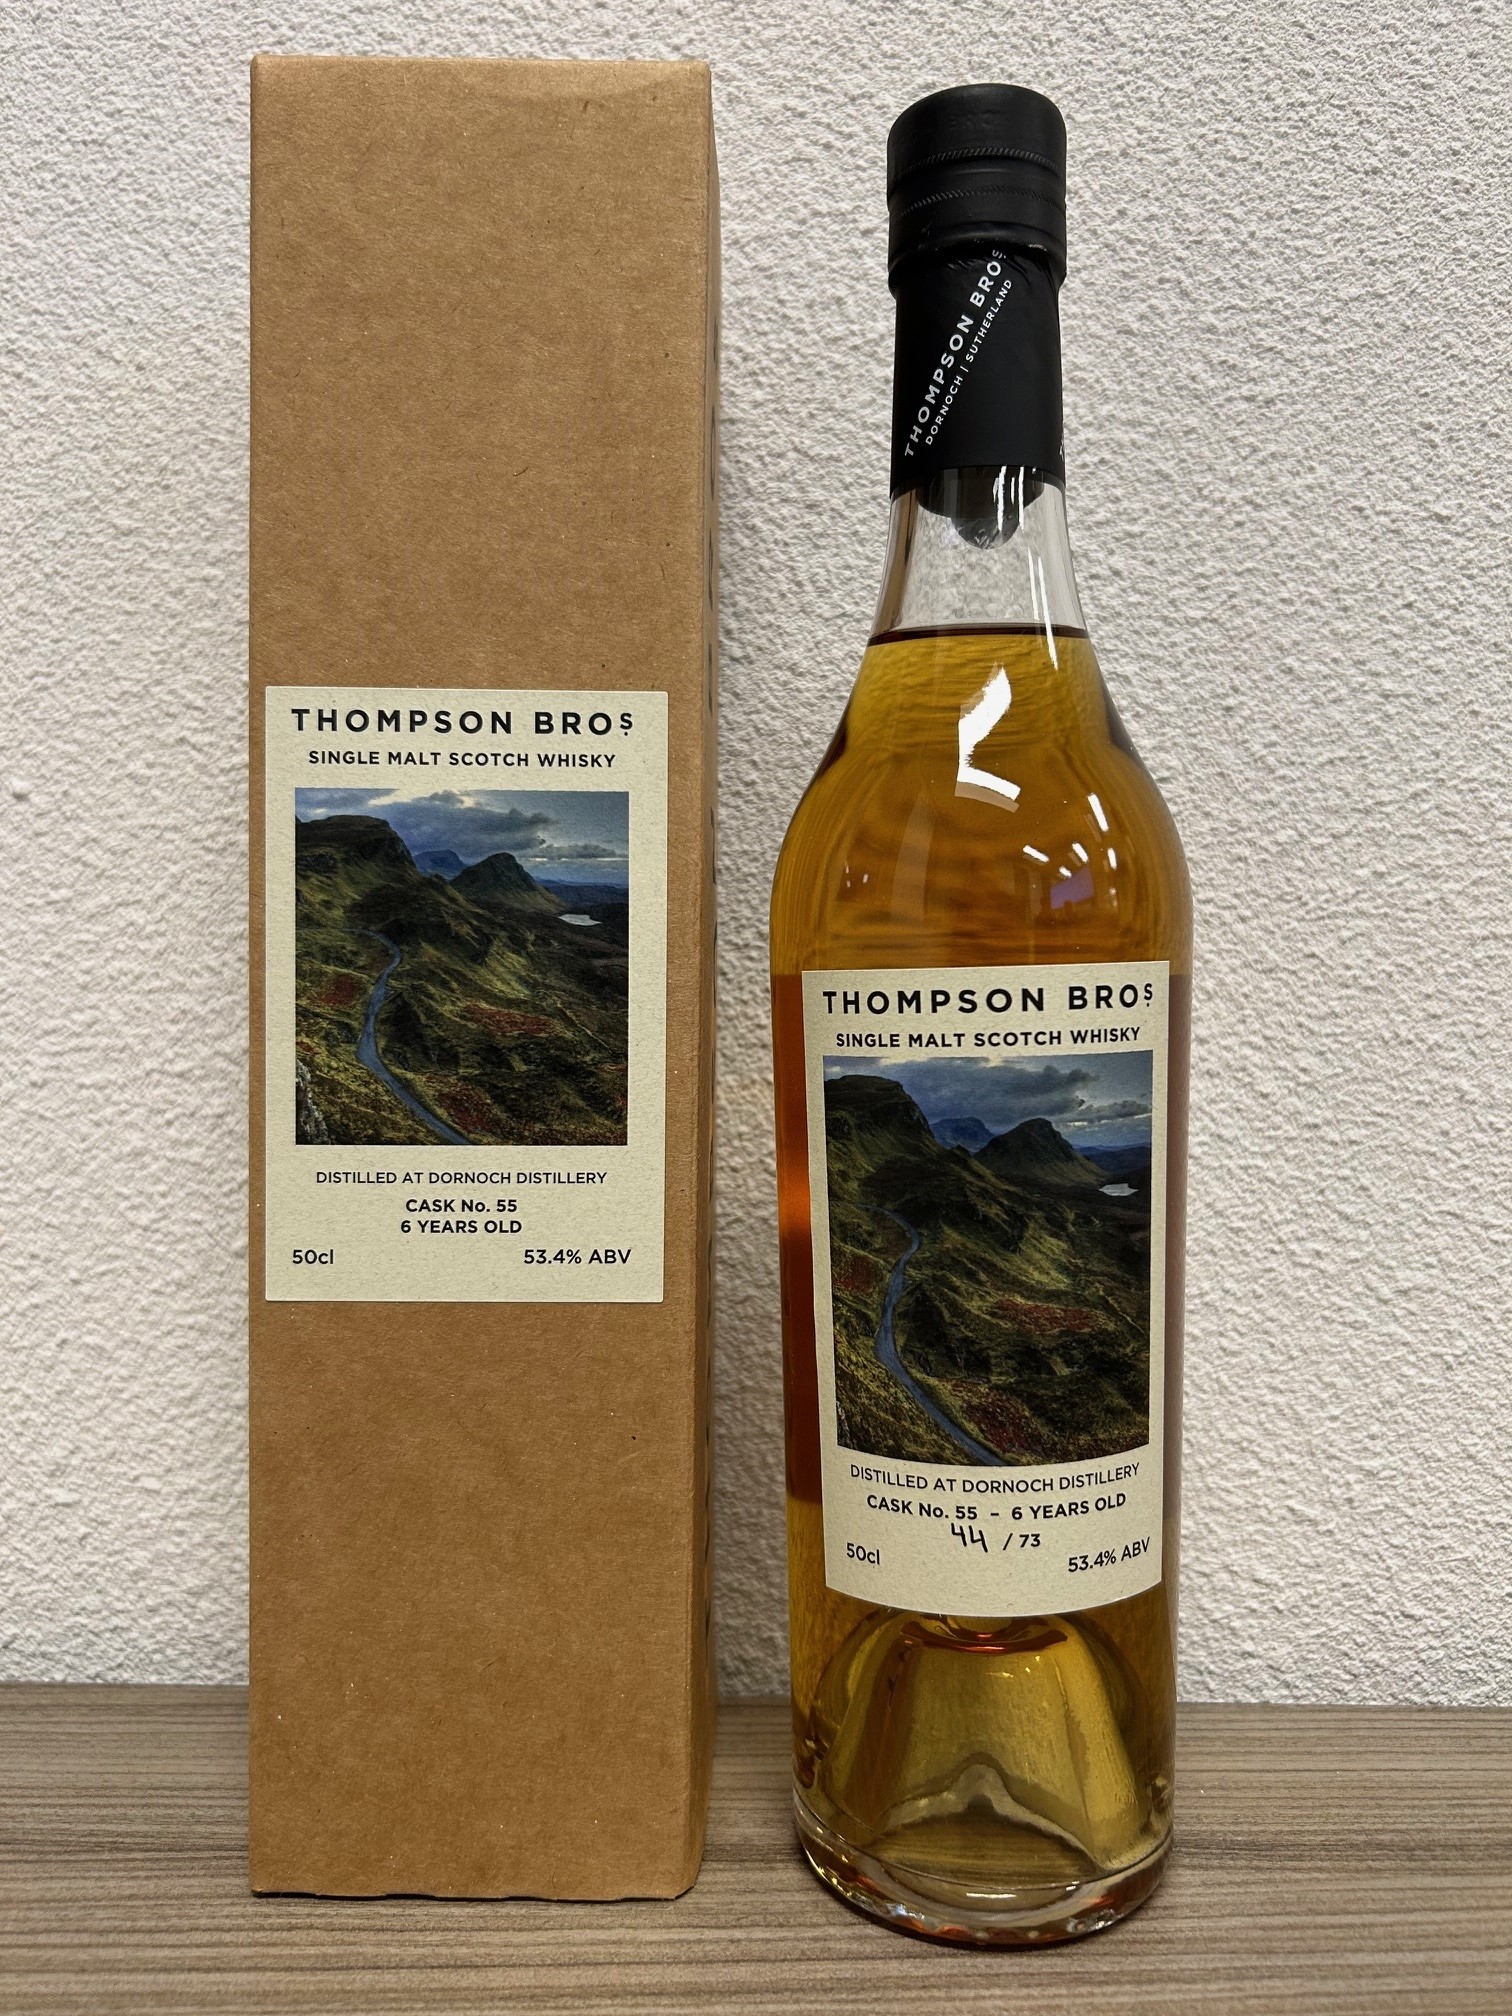 THOMPSON BROS
SINGLE MALT SCOTCH WHISKY
DISTILLED AT DORNOCH DISTILLERY
CASK No. 55
6 YEARS OLD
50cl 53.4% ABV
THOMPSON BROS
DORNOCH | SUTHERLAND
THOMPSON BROS
SINGLE MALT SCOTCH WHISKY
DISTILLED AT DORNOCH DISTILLERY
CASK No. 55 – 6 YEARS OLD
44 / 73
50cl 53.4% ABV